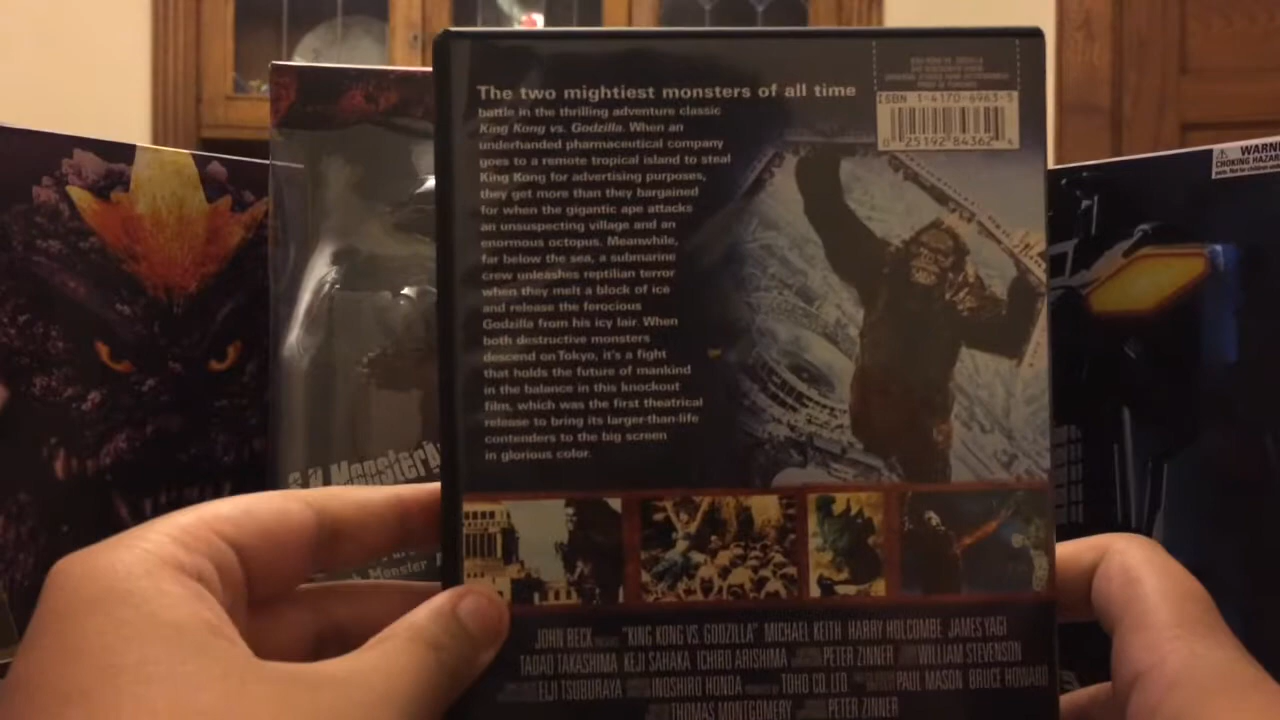 The two mightiest monsters of all time
battle in the thrilling adventure classic
King Kong vs. Godzilla. When an
underhanded pharmaceutical company
goes to a remote tropical island to steal
King Kong for advertising purposes,
they get more than they bargained
for when the gigantic ape attacks
an unsuspecting village and an
enormous octopus. Meanwhile,
far below the sea, a submarine
crew unleashes reptilian terror
when they melt a block of ice
and release the ferocious
Godzilla from his icy lair. When
both destructive monsters
descend on Tokyo, it's a fight
that holds the future of mankind
in the balance in this knockout
film, which was the first theatrical
release to bring its larger-than-life
contenders to the big screen
in glorious color.
ISBN 1-4170-6963-5
0 25192 84362 4
WARNI
CHOKING HAZAR
MonsterA
Monster
JOHN BECK "KING KONG VS. GODZILLA" MICHAEL KEITH HARRY HOLCOMBE JAMES YAGI
TADAO TAKASHIMA KEJI SAHAKA ICHIRO ARISHIMA PETER ZINNER WILLIAM STEVENSON
EIJI TSUBURAYA INOSHIRO HONDA TOHO CO. LTD. PAUL MASON BRUCE HOWARD
THOMAS MONTGOMERY PETER ZINNER